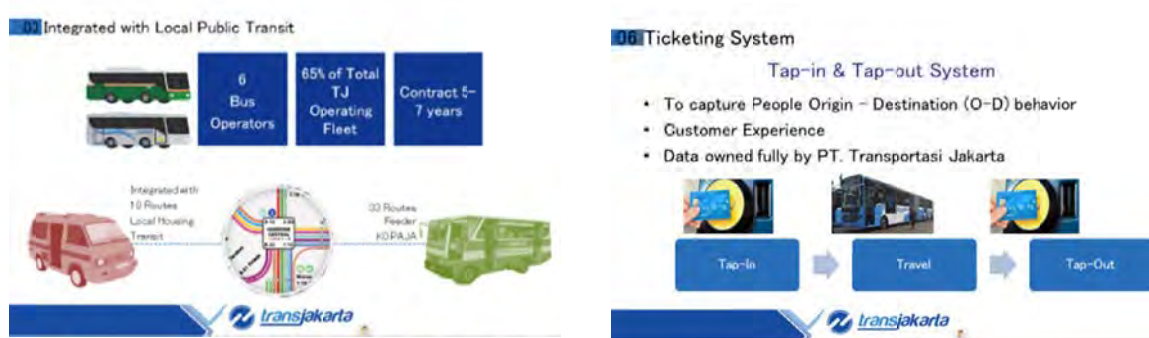 03 Integrated with Local Public Transit
6
Bus
Operators
65% of Total
TJ
Operating
Fleet
Contract 5-
7 years
Integrated with
10 Routes
Local Housing
Transit
Routes
Feeder
KOPAJA
transjakarta
06 Ticketing System
Tap-in & Tap-out System
• To capture People Origin – Destination (O-D) behavior
• Customer Experience
• Data owned fully by PT. Transportasi Jakarta
Tap-In
Travel
Tap-Out
transjakarta